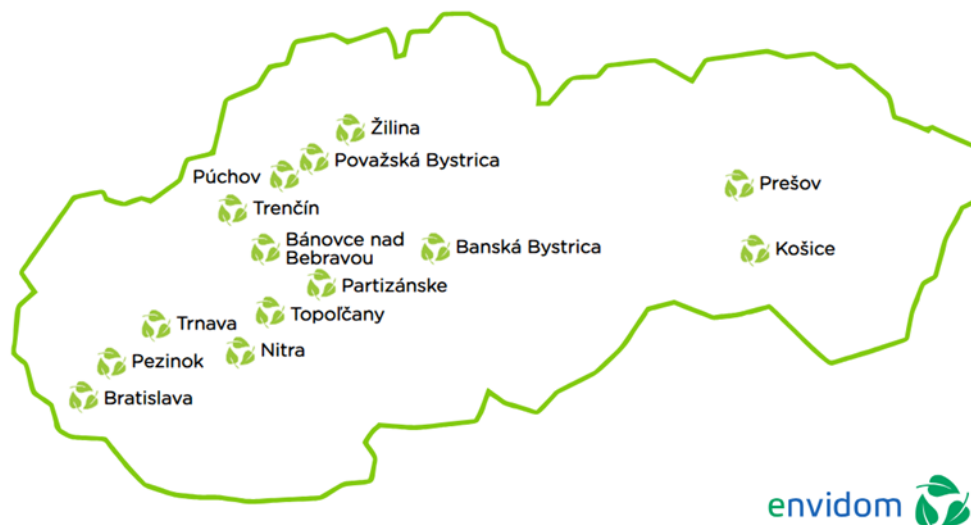 Žilina
Považská Bystrica
Púchov
Trenčín
Prešov
Bánovce nad
Bebravou
Banská Bystrica
Košice
Partizánske
Topoľčany
Trnava
Nitra
Pezinok
Bratislava
envidom